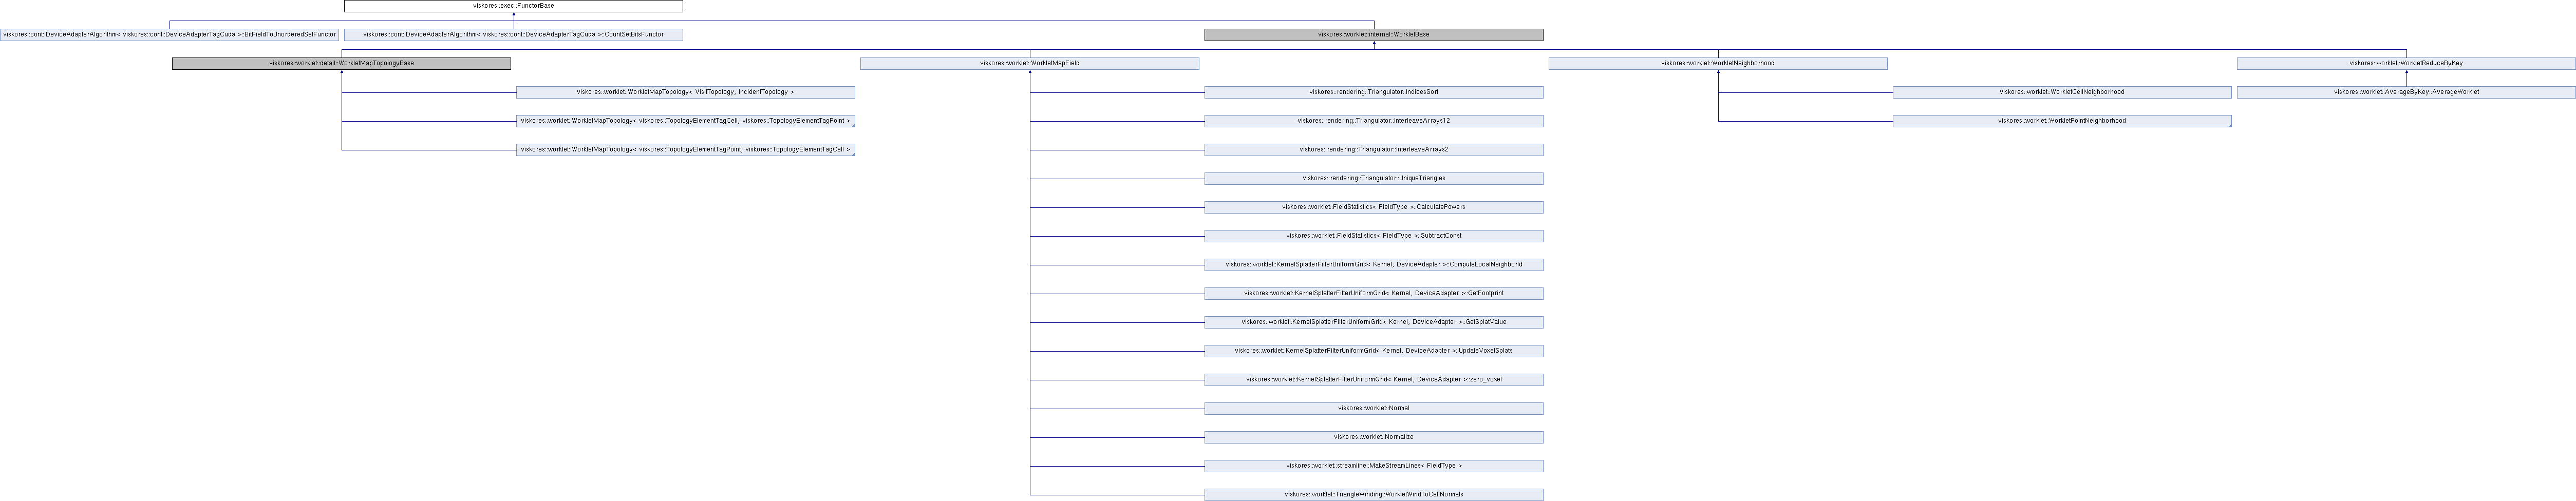 viskores::exec::FunctorBase
viskores::cont::DeviceAdapterAlgorithm< viskores::cont::DeviceAdapterTagCuda >::BitFieldToUnorderedSetFunctor
viskores::cont::DeviceAdapterAlgorithm< viskores::cont::DeviceAdapterTagCuda >::CountSetBitsFunctor
viskores::worklet::internal::WorkletBase
viskores::worklet::detail::WorkletMapTopologyBase
viskores::worklet::WorkletMapField
viskores::worklet::WorkletNeighborhood
viskores::worklet::WorkletReduceByKey
viskores::worklet::WorkletMapTopology< VisitTopology, IncidentTopology >
viskores::rendering::Triangulator::IndicesSort
viskores::worklet::WorkletCellNeighborhood
viskores::worklet::AverageByKey::AverageWorklet
viskores::worklet::WorkletMapTopology< viskores::TopologyElementTagCell, viskores::TopologyElementTagPoint >
viskores::rendering::Triangulator::InterleaveArrays12
viskores::worklet::WorkletPointNeighborhood
viskores::worklet::WorkletMapTopology< viskores::TopologyElementTagPoint, viskores::TopologyElementTagCell >
viskores::rendering::Triangulator::InterleaveArrays2
viskores::rendering::Triangulator::UniqueTriangles
viskores::worklet::FieldStatistics< FieldType >::CalculatePowers
viskores::worklet::FieldStatistics< FieldType >::SubtractConst
viskores::worklet::KernelSplatterFilterUniformGrid< Kernel, DeviceAdapter >::ComputeLocalNeighborId
viskores::worklet::KernelSplatterFilterUniformGrid< Kernel, DeviceAdapter >::GetFootprint
viskores::worklet::KernelSplatterFilterUniformGrid< Kernel, DeviceAdapter >::GetSplatValue
viskores::worklet::KernelSplatterFilterUniformGrid< Kernel, DeviceAdapter >::UpdateVoxelSplats
viskores::worklet::KernelSplatterFilterUniformGrid< Kernel, DeviceAdapter >::zero_voxel
viskores::worklet::Normal
viskores::worklet::Normalize
viskores::worklet::streamline::MakeStreamLines< FieldType >
viskores::worklet::TriangleWinding::WorkletWindToCellNormals